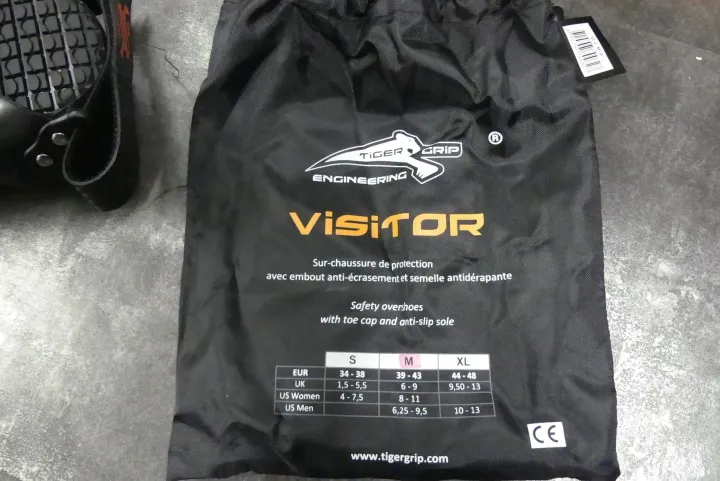 TIGER GRIP
ENGINEERING
®
VISITOR
Sur-chaussure de protection
avec embout anti-écrasement et semelle antidérapante
Safety overshoes
with toe cap and anti-slip sole
S M XL
EUR 34 - 38 39 - 43 44 - 48
UK 1,5 - 5,5 6 - 9 9,50 - 13
US Women 4 - 7,5 8 - 11
US Men 6,25 - 9,5 10 - 13
CE
www.tigergrip.com